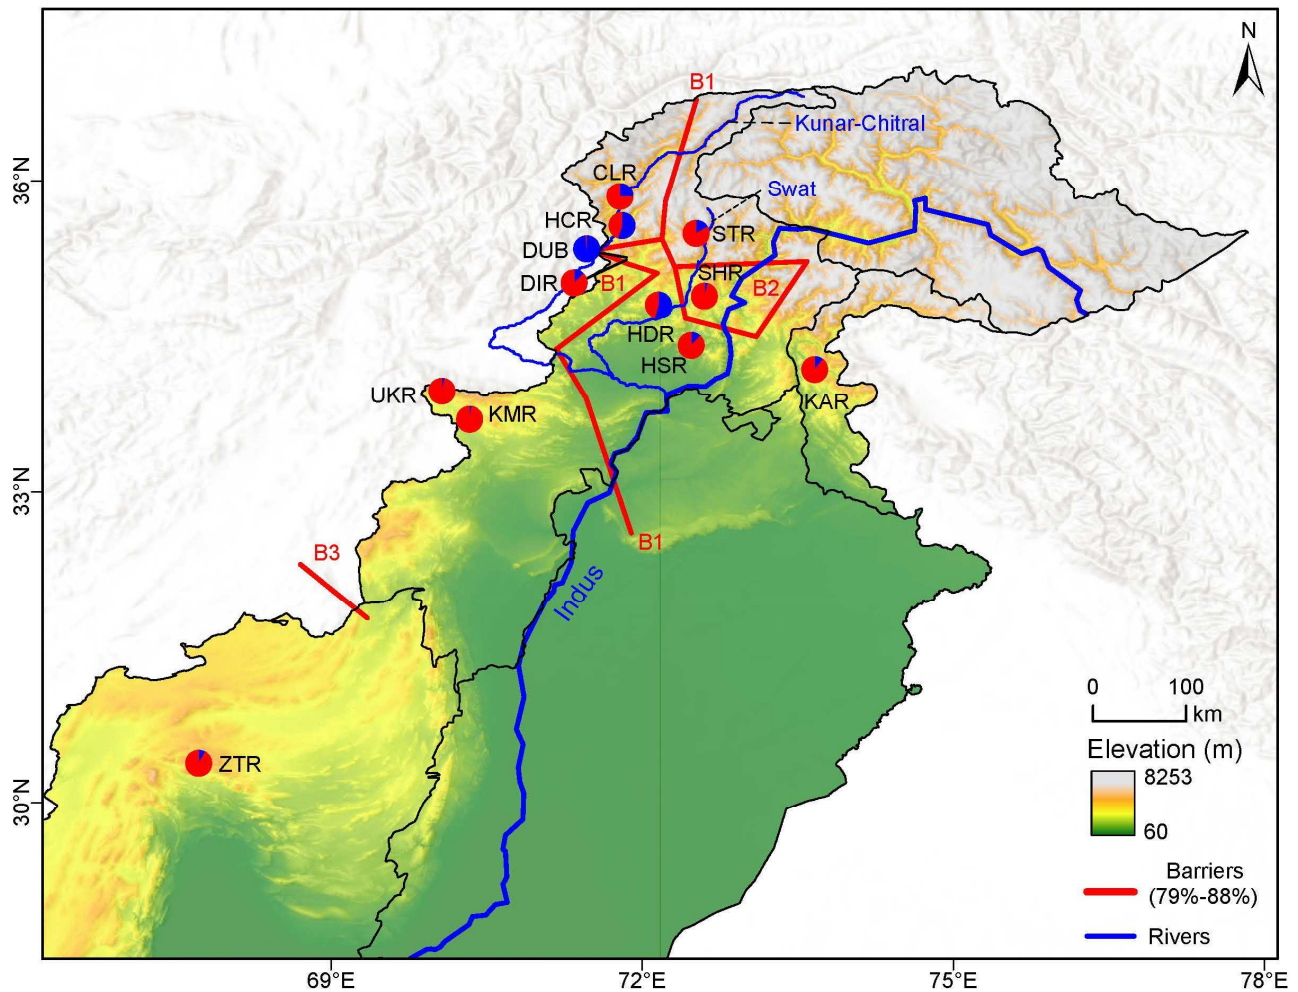 N
B1
Kunar-Chitral
36°N
CLR
Swat
HCR
STR
DUB
SHR
DIR
B1
B2
HDR
HSR
UKR
KAR
KMR
33°N
B1
B3
Indus
0 100
km
Elevation (m)
ZTR
8253
30°N
60
Barriers
(79%-88%)
Rivers
69°E 72°E 75°E 78°E